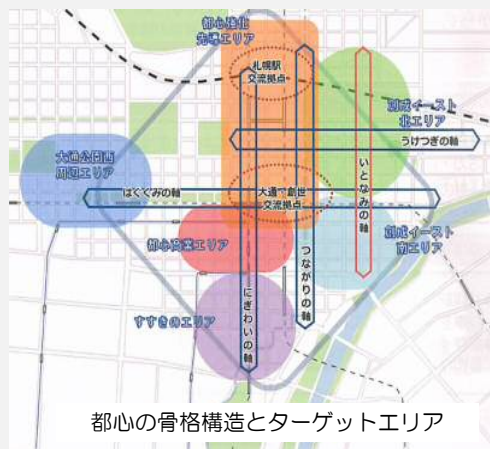 都心強化
先導エリア
札幌駅
交流拠点
創成イースト
北エリア
うけつぎの軸
大通公園西
周辺エリア
はぐくみの軸
大通・創世
交流拠点
いとなみの軸
都心商業エリア
創成イースト
南エリア
つながりの軸
すすきのエリア
にぎわいの軸
都心の骨格構造とターゲットエリア